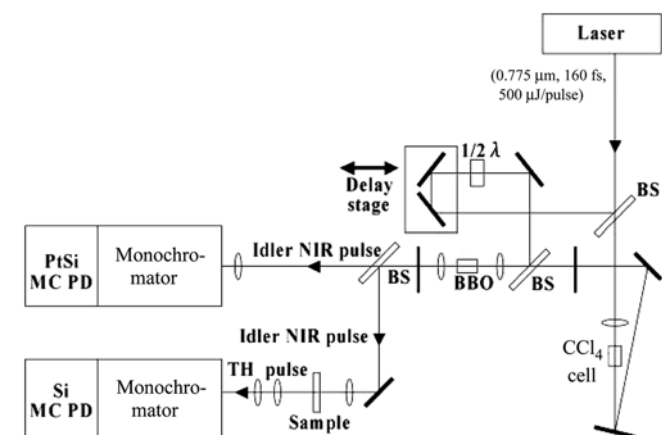 Laser
(0.775 μm, 160 fs,
500 μJ/pulse)
1/2 λ
BS
Delay
stage
PtSi
MC PD
Monochro-
mator
Idler NIR pulse
BS
BBO
BS
CCl4
cell
Idler NIR pulse
TH pulse
Si
MC PD
Monochro-
mator
Sample